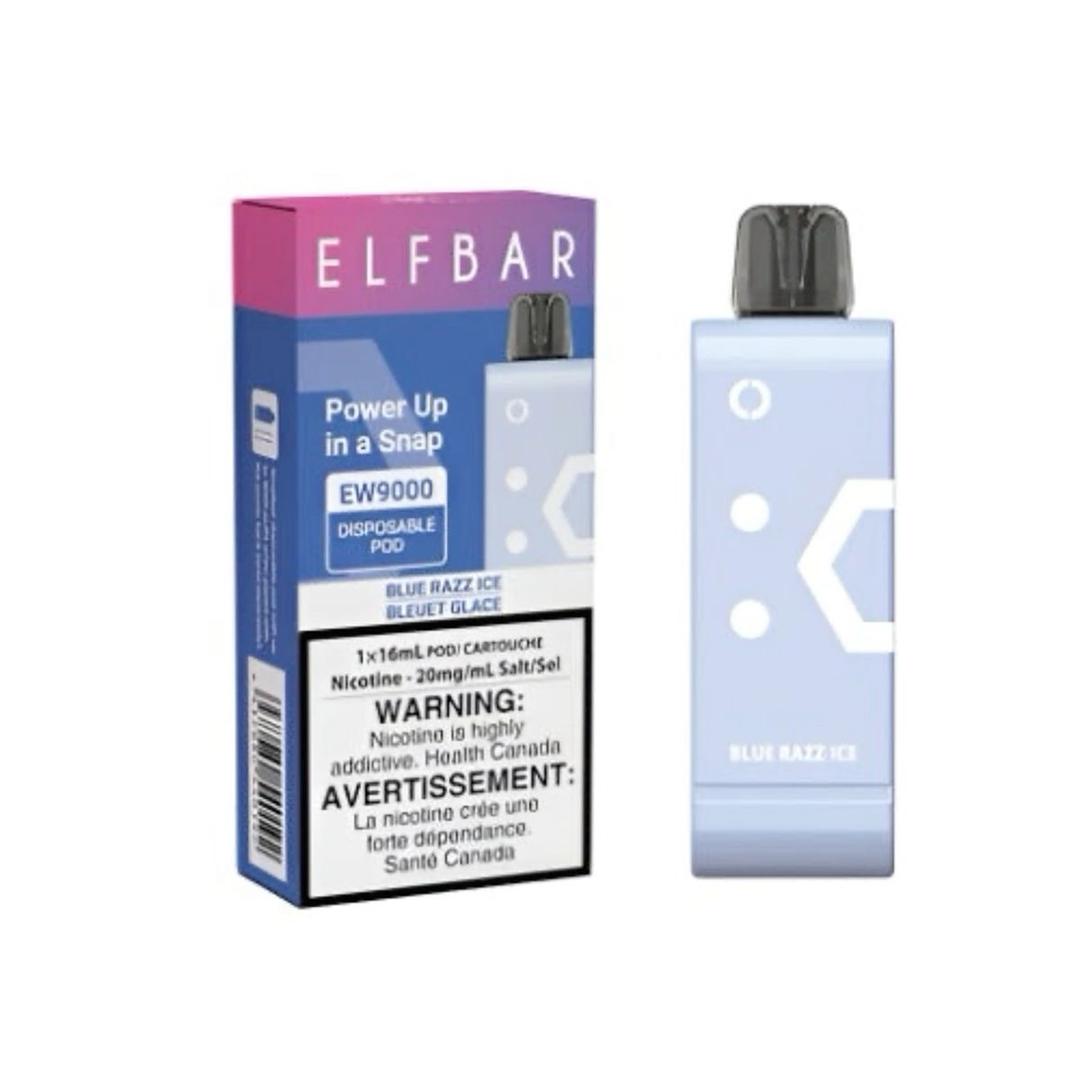 ELFBAR
Power Up
in a Snap
EW9000
DISPOSABLE
POD
BLUE RAZZ ICE
BLEUET GLACE
1×16mL POD/ CARTOUCHE
Nicotine - 20mg/mL Salt/Sel
WARNING:
Nicotine is highly
addictive. Health Canada
AVERTISSEMENT:
La nicotine crée une
forte dépendance.
Santé Canada
BLUE RAZZ ICE